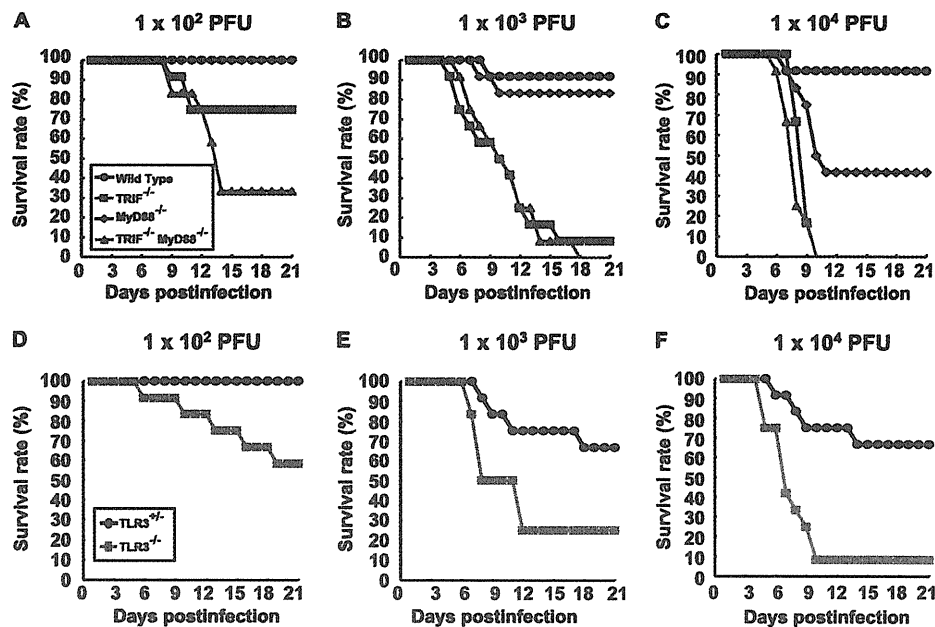 A 1 x 10² PFU
Survival rate (%)
100
90
80
70
60
50
40
30
20
10
0
Wild Type
TRIF-/-
MyD88-/-
TRIF-/- MyD88-/-
0 3 6 9 12 15 18 21
Days postinfection
B 1 x 10³ PFU
Survival rate (%)
100
90
80
70
60
50
40
30
20
10
0
0 3 6 9 12 15 18 21
Days postinfection
C 1 x 10⁴ PFU
Survival rate (%)
100
90
80
70
60
50
40
30
20
10
0
0 3 6 9 12 15 18 21
Days postinfection
D 1 x 10² PFU
Survival rate (%)
100
90
80
70
60
50
40
30
20
10
0
TLR3+/-
TLR3-/-
0 3 6 9 12 15 18 21
Days postinfection
E 1 x 10³ PFU
Survival rate (%)
100
90
80
70
60
50
40
30
20
10
0
0 3 6 9 12 15 18 21
Days postinfection
F 1 x 10⁴ PFU
Survival rate (%)
100
90
80
70
60
50
40
30
20
10
0
0 3 6 9 12 15 18 21
Days postinfection